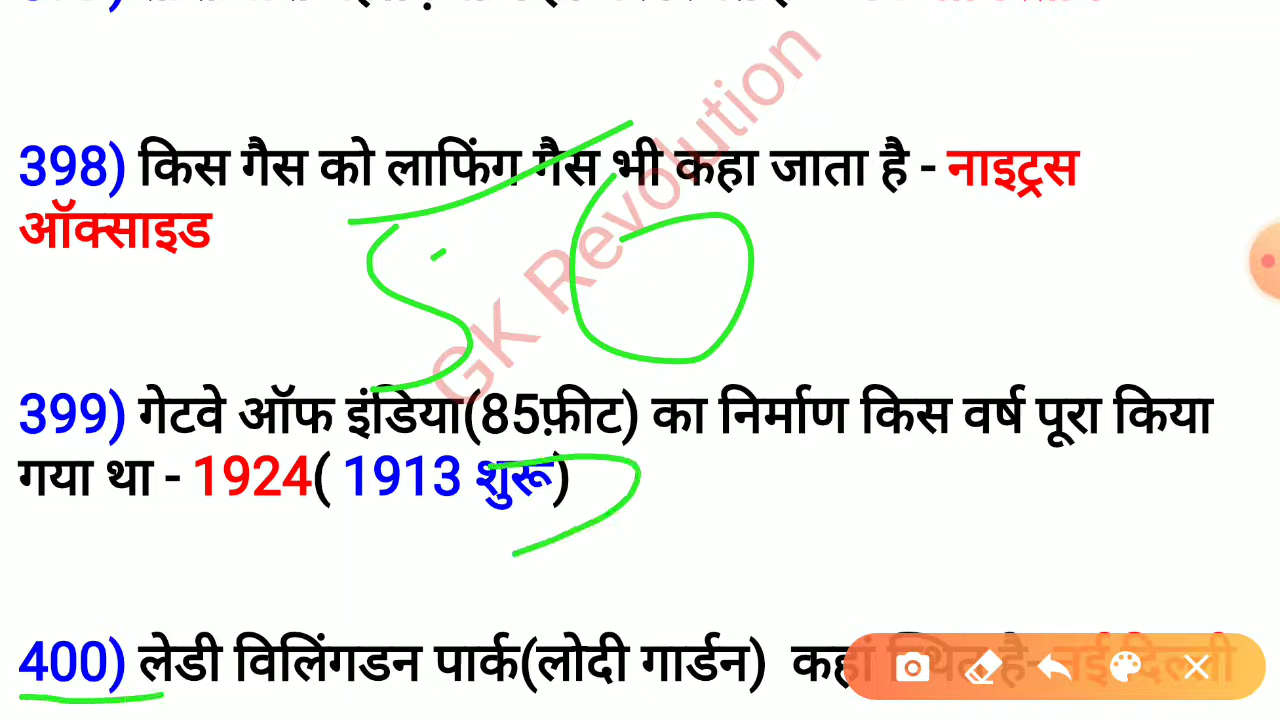 398) किस गैस को लाफिंग गैस भी कहा जाता है - नाइट्रस
ऑक्साइड
GK Revolution
399) गेटवे ऑफ इंडिया(85फ़ीट) का निर्माण किस वर्ष पूरा किया
गया था - 1924( 1913 शुरू)
400) लेडी विलिंगडन पार्क(लोदी गार्डन) कहां स्थित है- नई दिल्ली